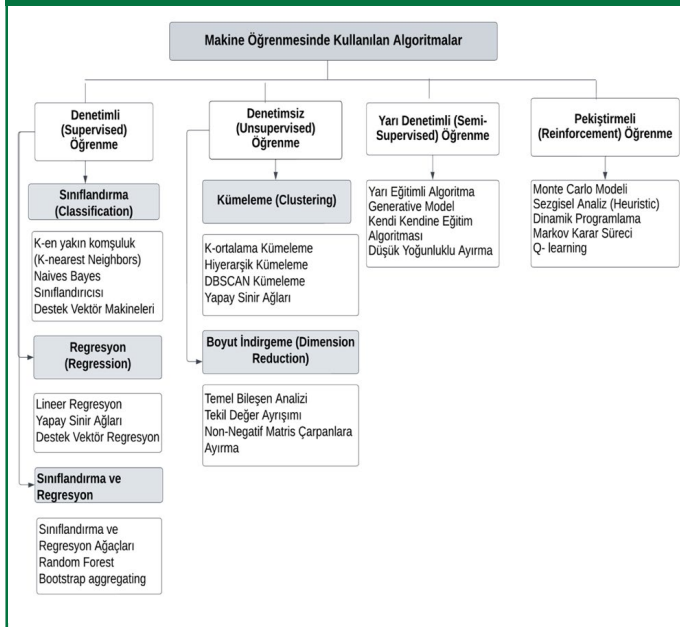 Makine Öğrenmesinde Kullanılan Algoritmalar
Denetimli
(Supervised)
Öğrenme
Sınıflandırma
(Classification)
K-en yakın komşuluk
(K-nearest Neighbors)
Naives Bayes
Sınıflandırıcısı
Destek Vektör Makineleri
Regresyon
(Regression)
Lineer Regresyon
Yapay Sinir Ağları
Destek Vektör Regresyon
Sınıflandırma ve
Regresyon
Sınıflandırma ve
Regresyon Ağaçları
Random Forest
Bootstrap aggregating
Denetimsiz
(Unsupervised)
Öğrenme
Kümeleme (Clustering)
K-ortalama Kümeleme
Hiyerarşik Kümeleme
DBSCAN Kümeleme
Yapay Sinir Ağları
Boyut İndirgeme (Dimension
Reduction)
Temel Bileşen Analizi
Tekil Değer Ayrışımı
Non-Negatif Matris Çarpanlara
Ayırma
Yarı Denetimli (Semi-
Supervised) Öğrenme
Yarı Eğitimli Algoritma
Generative Model
Kendi Kendine Eğitim
Algoritması
Düşük Yoğunluklu Ayırma
Pekiştirmeli
(Reinforcement) Öğrenme
Monte Carlo Modeli
Sezgisel Analiz (Heuristic)
Dinamik Programlama
Markov Karar Süreci
Q- learning